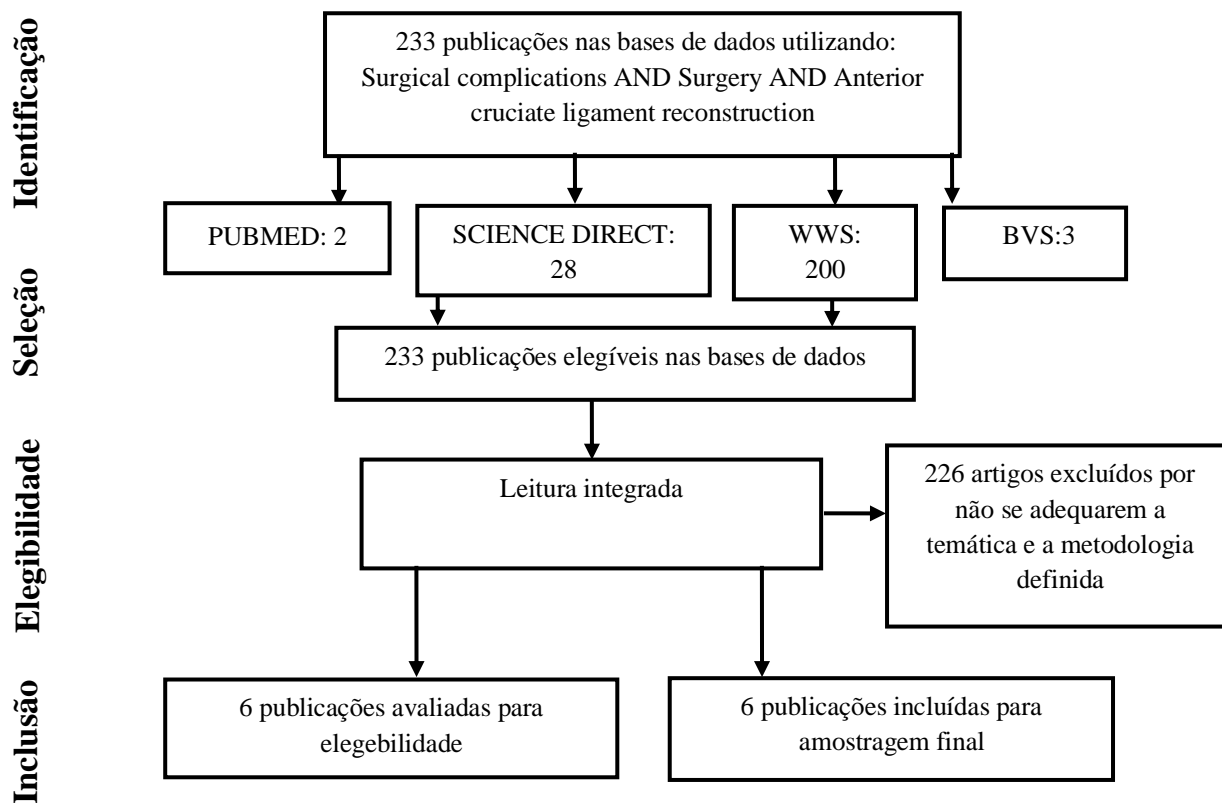 Identificação
233 publicações nas bases de dados utilizando:
Surgical complications AND Surgery AND Anterior
cruciate ligament reconstruction
PUBMED: 2
SCIENCE DIRECT:
28
WWS:
200
BVS:3
Seleção
233 publicações elegíveis nas bases de dados
Elegibilidade
Leitura integrada
226 artigos excluídos por
não se adequarem a
temática e a metodologia
definida
Inclusão
6 publicações avaliadas para
elegebilidade
6 publicações incluídas para
amostragem final